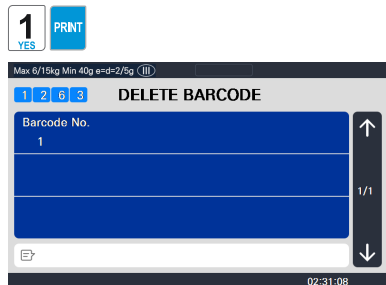 1
YES
PRINT
Max 6/15kg Min 40g e=d=2/5g III
1 2 6 3 DELETE BARCODE
Barcode No.
1
1/1
02:31:08